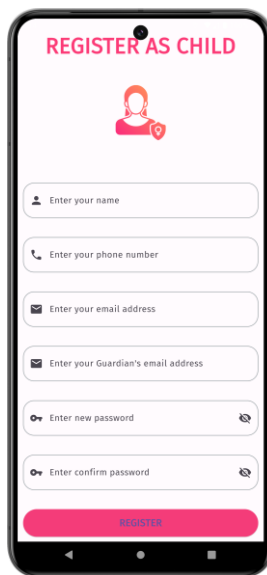 REGISTER AS CHILD
Enter your name
Enter your phone number
Enter your email address
Enter your Guardian's email address
Enter new password
Enter confirm password
REGISTER